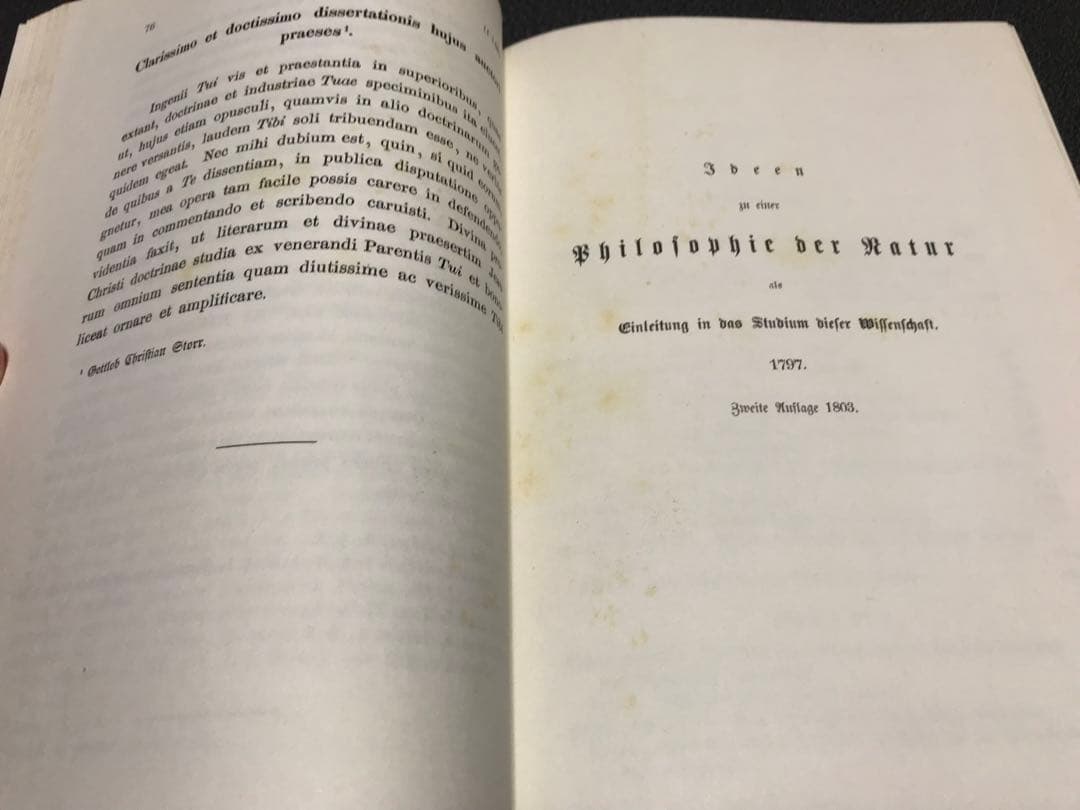 76
Clarissimo et doctissimo dissertationis hujus
praeses¹.
Ingenii Tui vis et praestantia in superioribus,
extant, doctrinae et industriae Tuae speciminibus ita
ut, hujus etiam opusculi, quamvis in alio doctrinarum
nere versantis, laudem Tibi soli tribuendam esse, ne
quidem egeat. Nec mihi dubium est, quin, si quid eorum
de quibus a Te dissentiam, in publica disputatione
gnetur, mea opera tam facile possis carere in defendendo
quam in commentando et scribendo caruisti. Divina
videntia faxit, ut literarum et divinae praesertim
Christi doctrinae studia ex venerandi Parentis Tui et
rum omnium sententia quam diutissime ac verissime
liceat ornare et amplificare.
¹ Gottlob Christian Storr.
Ideen
zu einer
Philoſophie der Natur
als
Einleitung in das Studium dieſer Wiſſenſchaft.
1797.
Zweite Auflage 1803.